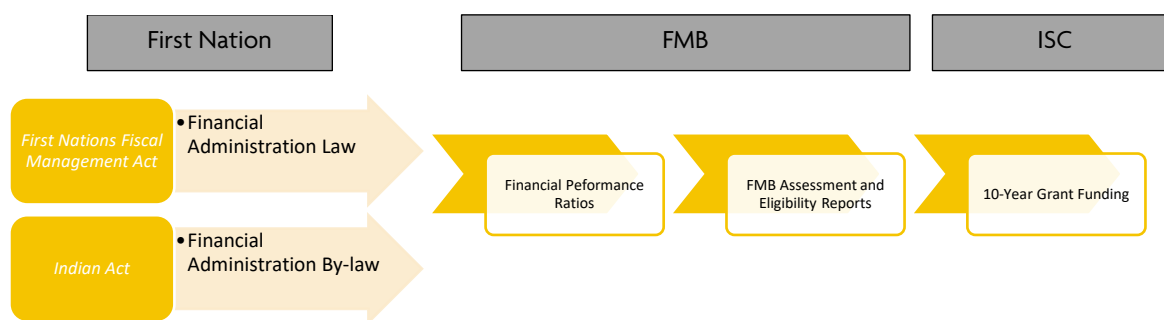 First Nation
FMB
ISC
First Nations Fiscal
Management Act
•Financial
Administration Law
Indian Act
•Financial
Administration By-law
Financial Peformance
Ratios
FMB Assessment and
Eligibility Reports
10-Year Grant Funding